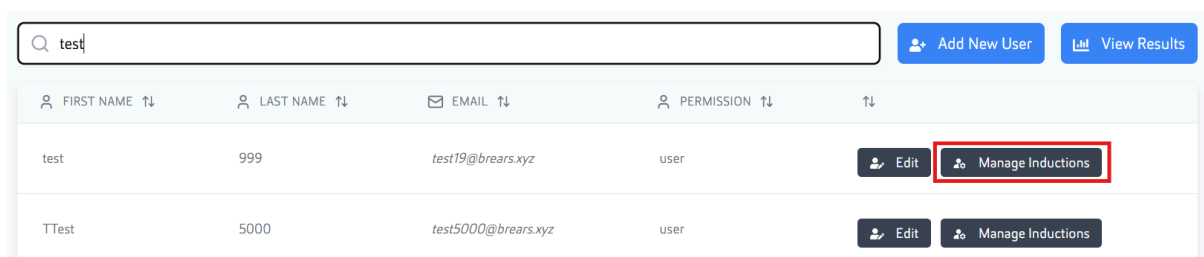 test Add New User View Results
FIRST NAME LAST NAME EMAIL PERMISSION
test 999 test19@brears.xyz user Edit Manage Inductions
TTest 5000 test5000@brears.xyz user Edit Manage Inductions